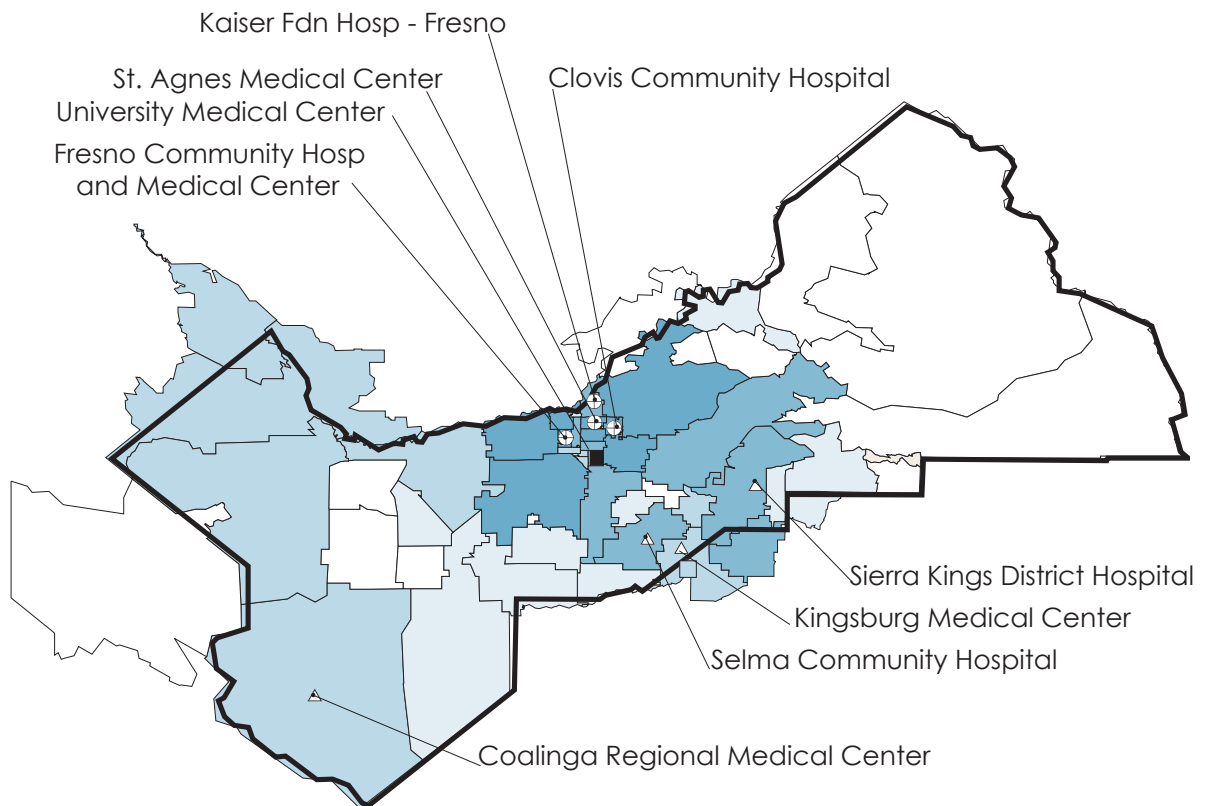 Kaiser Fdn Hosp - Fresno
St. Agnes Medical Center
Clovis Community Hospital
University Medical Center
Fresno Community Hosp
and Medical Center
Sierra Kings District Hospital
Kingsburg Medical Center
Selma Community Hospital
Coalinga Regional Medical Center